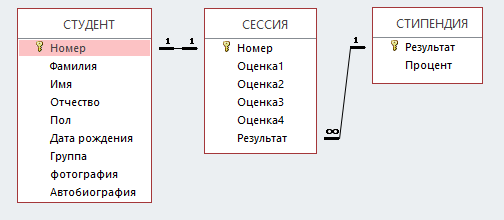 СТУДЕНТ
Номер
Фамилия
Имя
Отчество
Пол
Дата рождения
Группа
фотография
Автобиография
1
1
СЕССИЯ
Номер
Оценка1
Оценка2
Оценка3
Оценка4
Результат
∞
1
СТИПЕНДИЯ
Результат
Процент